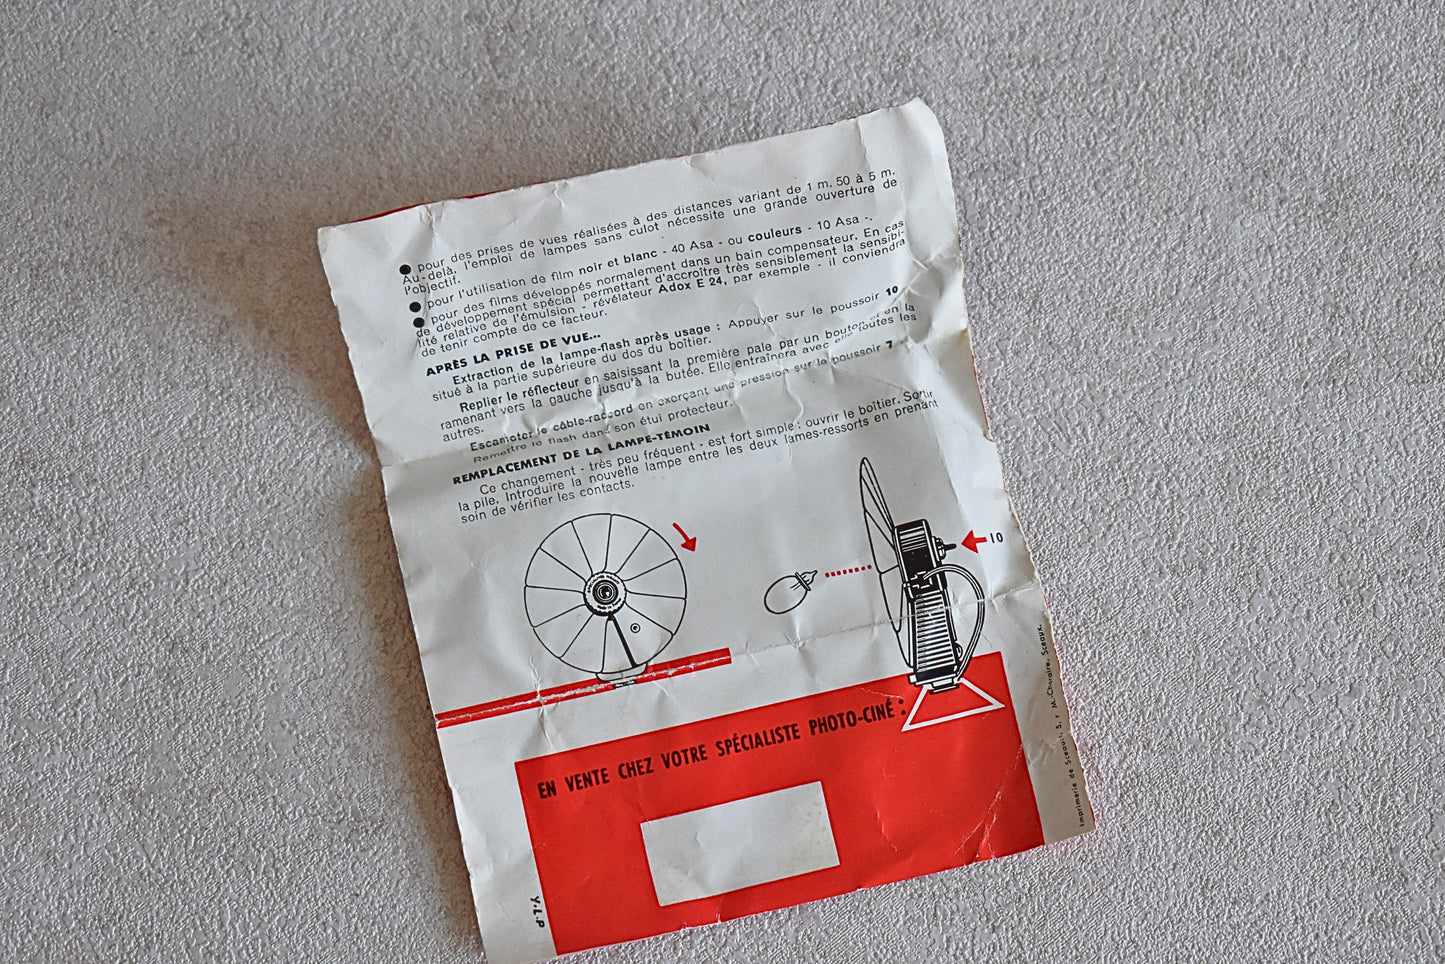 ● pour des prises de vues réalisées à des distances variant de 1 m. 50 à 5 m.
Au-delà, l'emploi de lampes sans culot nécessite une grande ouverture de
l'objectif.
● pour l'utilisation de film noir et blanc - 40 Asa - ou couleurs - 10 Asa -.
● pour des films développés normalement dans un bain compensateur. En cas
de développement spécial permettant d'accroître très sensiblement la sensibi-
lité relative de l'émulsion - révélateur Adox E 24, par exemple - il conviendra
de tenir compte de ce facteur.
APRÈS LA PRISE DE VUE...
Extraction de la lampe-flash après usage : Appuyer sur le poussoir 10
situé à la partie supérieure du dos du boîtier.
Replier le réflecteur en saisissant la première pale par un bouton et en la
ramenant vers la gauche jusqu'à la butée. Elle entraînera avec elle toutes les
autres.
Escamoter le câble-raccord en exerçant une pression sur le poussoir 7
Remettre le flash dans son étui protecteur.
REMPLACEMENT DE LA LAMPE-TÉMOIN
Ce changement - très peu fréquent - est fort simple : ouvrir le boîtier. Sortir
la pile. Introduire la nouvelle lampe entre les deux lames-ressorts en prenant
soin de vérifier les contacts.
10
EN VENTE CHEZ VOTRE SPÉCIALISTE PHOTO-CINÉ :
Y.L.P
Imprimerie de Sceaux, S. r. M.-Charaire, Sceaux.